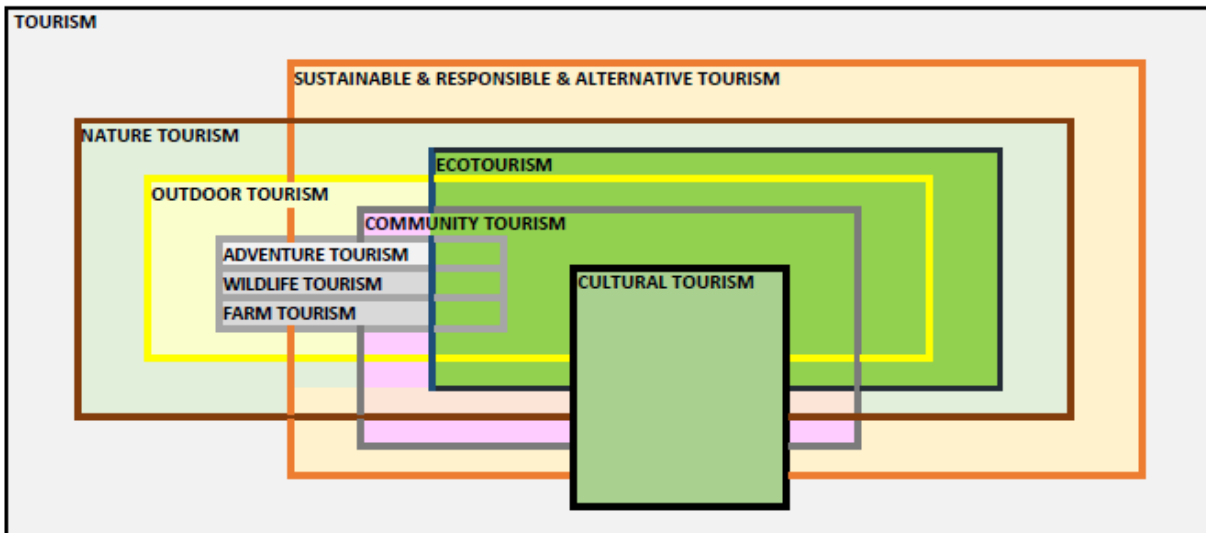 TOURISM
SUSTAINABLE & RESPONSIBLE & ALTERNATIVE TOURISM
NATURE TOURISM
ECOTOURISM
OUTDOOR TOURISM
COMMUNITY TOURISM
ADVENTURE TOURISM
WILDLIFE TOURISM
CULTURAL TOURISM
FARM TOURISM